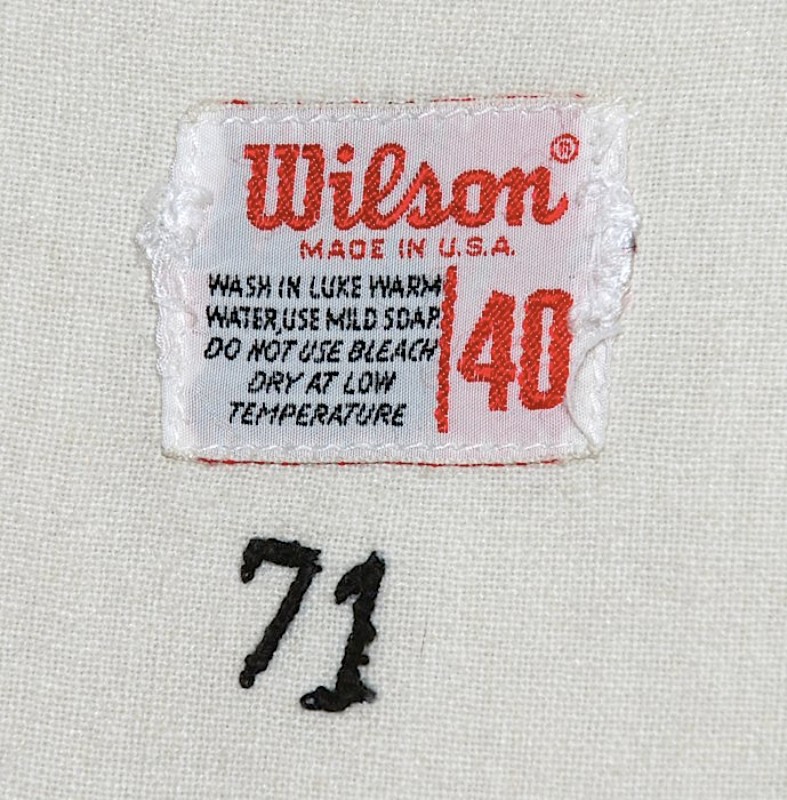 Wilson®
MADE IN U.S.A.
WASH IN LUKE WARM
WATER,USE MILD SOAP.
DO NOT USE BLEACH
DRY AT LOW
TEMPERATURE
40
71